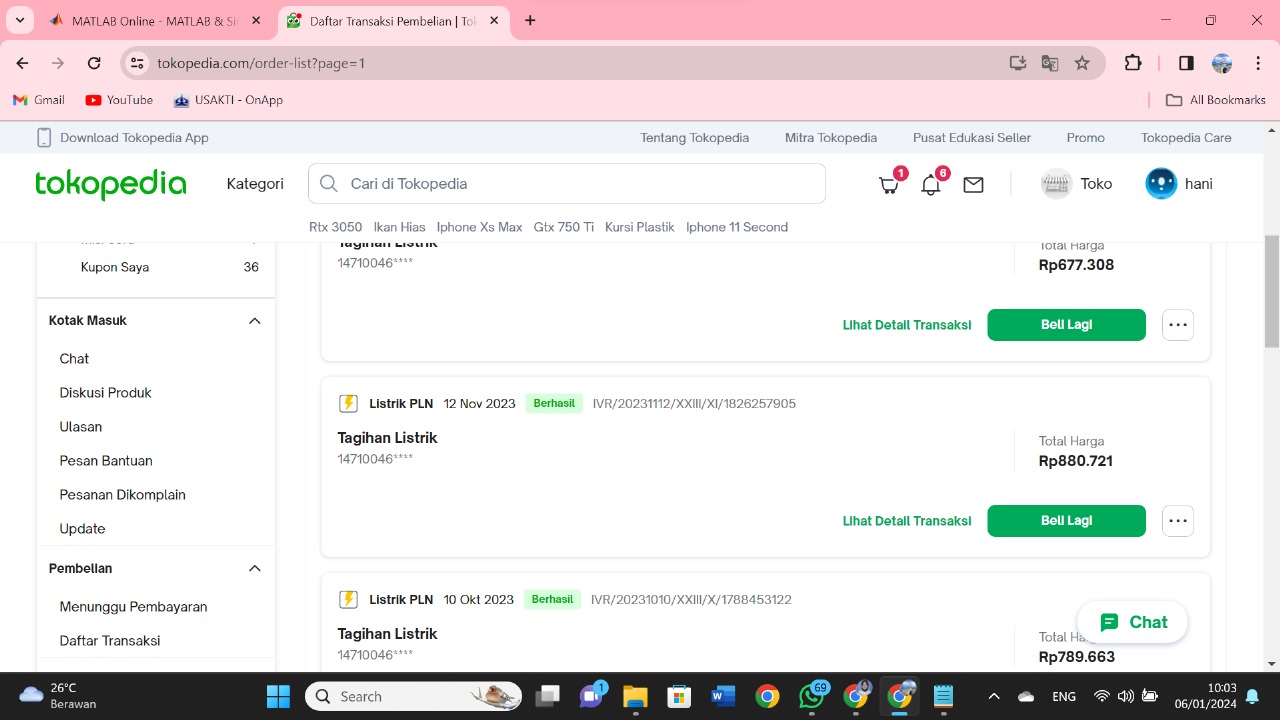 MATLAB Online - MATLAB & Si
Daftar Transaksi Pembelian | To
tokopedia.com/order-list?page=1
Gmail
YouTube
USAKTI - OnApp
All Bookmarks
Download Tokopedia App
Tentang Tokopedia
Mitra Tokopedia
Pusat Edukasi Seller
Promo
Tokopedia Care
tokopedia
Kategori
Cari di Tokopedia
1
6
Toko
hani
Rtx 3050 Ikan Hias Iphone Xs Max Gtx 750 Ti Kursi Plastik Iphone 11 Second
Kupon Saya 36
Kotak Masuk
Chat
Diskusi Produk
Ulasan
Pesan Bantuan
Pesanan Dikomplain
Update
Pembelian
Menunggu Pembayaran
Daftar Transaksi
Tagihan Listrik
14710046****
Total Harga
Rp677.308
Lihat Detail Transaksi
Beli Lagi
Listrik PLN 12 Nov 2023 Berhasil IVR/20231112/XXIII/XI/1826257905
Tagihan Listrik
14710046****
Total Harga
Rp880.721
Lihat Detail Transaksi
Beli Lagi
Listrik PLN 10 Okt 2023 Berhasil IVR/20231010/XXIII/X/1788453122
Tagihan Listrik
14710046****
Total Ha
Rp789.663
Chat
26°C
Berawan
Search
1
69
ENG
10:03
06/01/2024